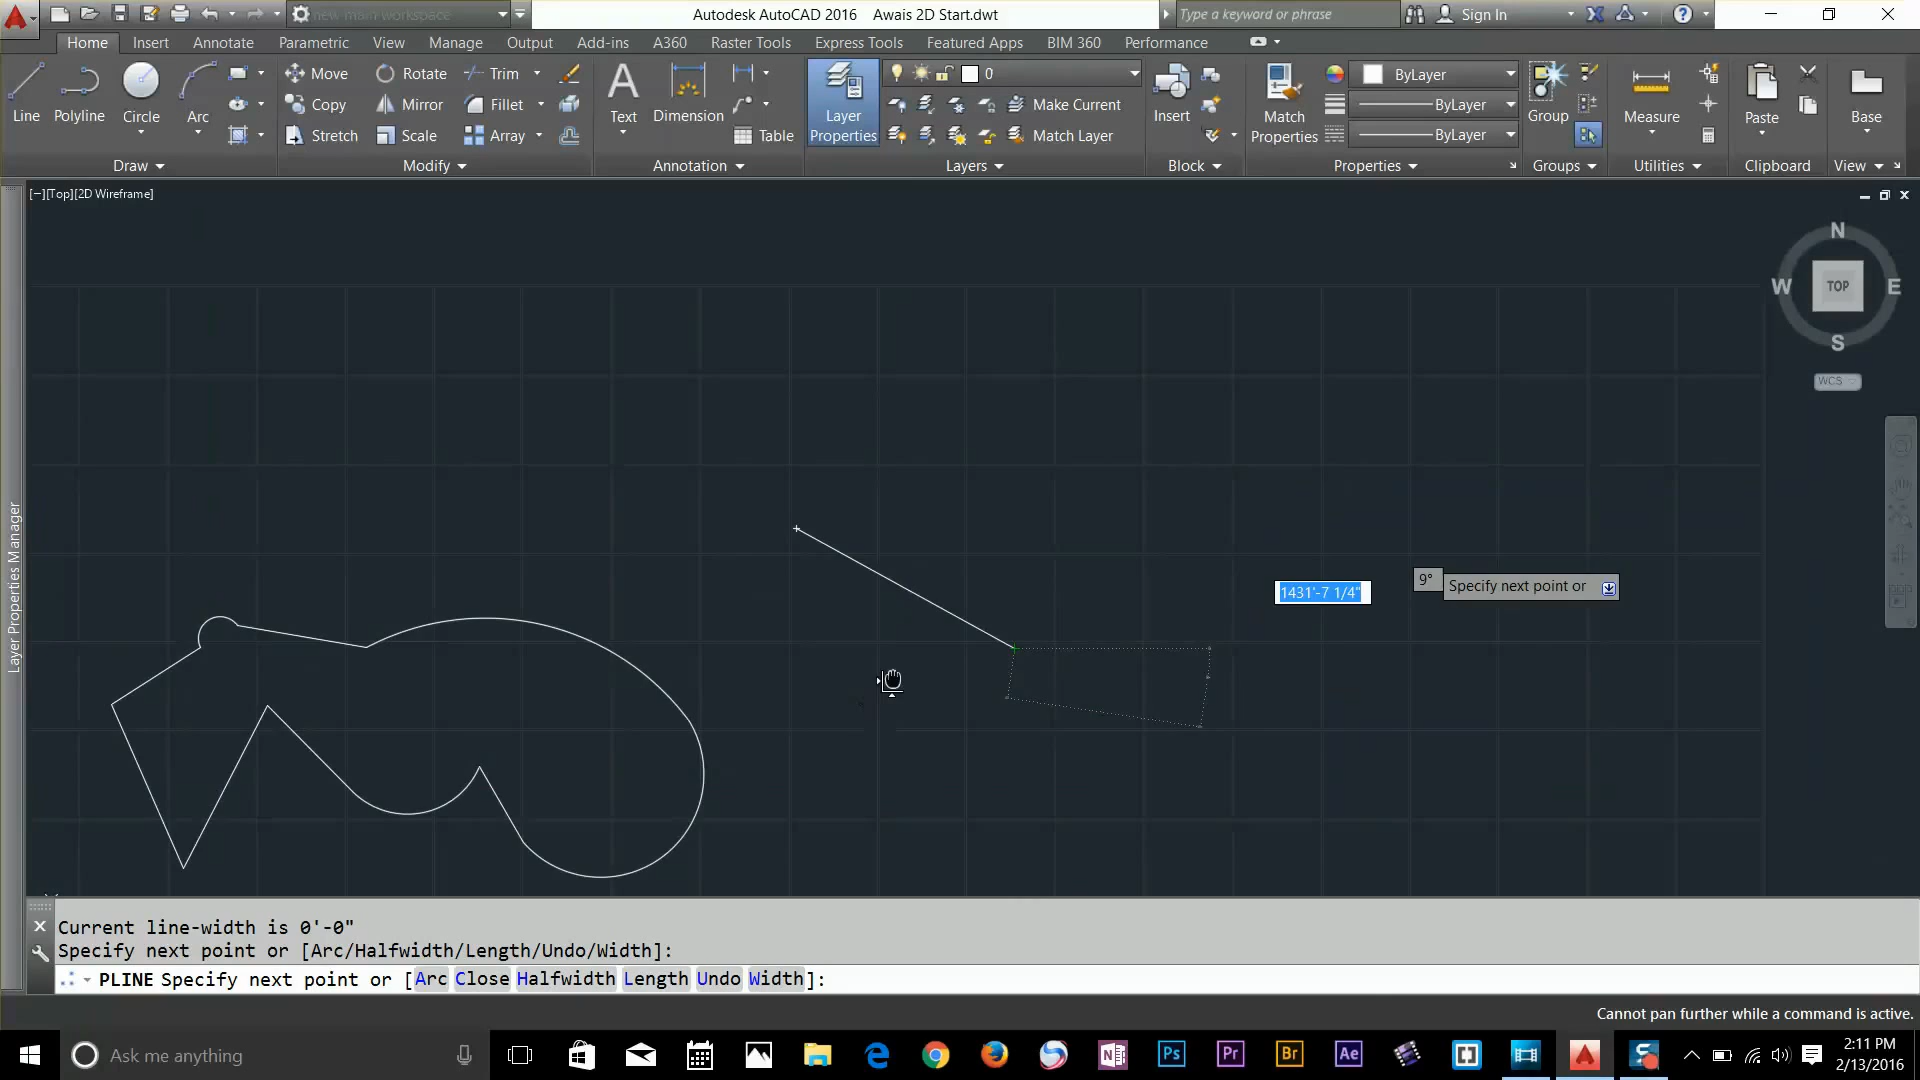 new main workspace
Autodesk AutoCAD 2016 Awais 2D Start.dwt
Type a keyword or phrase
Sign In
Home Insert Annotate Parametric View Manage Output Add-ins A360 Raster Tools Express Tools Featured Apps BIM 360 Performance
Line
Polyline
Circle
Arc
Move
Rotate
Trim
Copy
Mirror
Fillet
Stretch
Scale
Array
Text
Dimension
Table
Layer
Properties
0
Make Current
Match Layer
Insert
Match
Properties
ByLayer
ByLayer
ByLayer
Group
Measure
Paste
Base
Draw
Modify
Annotation
Layers
Block
Properties
Groups
Utilities
Clipboard
View
[−][Top][2D Wireframe]
N
W
TOP
E
S
WCS
Layer Properties Manager
1431'-7 1/4"
9°
Specify next point or
Current line-width is 0'-0"
Specify next point or [Arc/Halfwidth/Length/Undo/Width]:
PLINE Specify next point or [Arc Close Halfwidth Length Undo Width]:
Cannot pan further while a command is active.
Ask me anything
N
Ps
Pr
Br
Ae
2:11 PM
2/13/2016